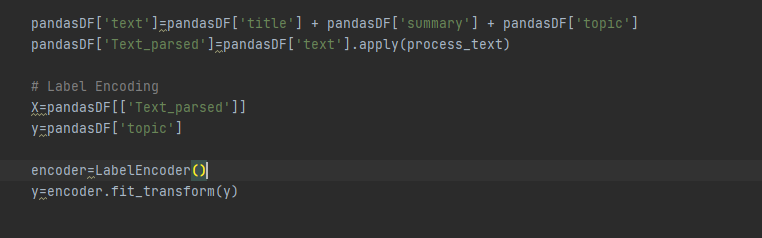 pandasDF['text']=pandasDF['title'] + pandasDF['summary'] + pandasDF['topic']
pandasDF['Text_parsed']=pandasDF['text'].apply(process_text)
# Label Encoding
X=pandasDF[['Text_parsed']]
y=pandasDF['topic']
encoder=LabelEncoder()
y=encoder.fit_transform(y)